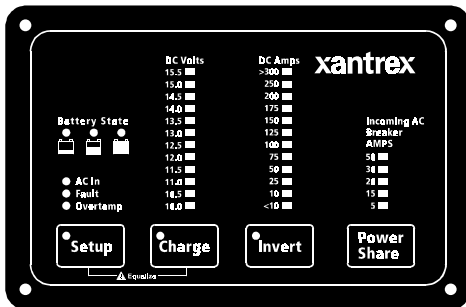 xantrex
DC Volts
15.5
15.0
14.5
14.0
13.5
13.0
12.5
12.0
11.5
11.0
10.5
10.0
DC Amps
>300
250
200
175
150
125
100
75
50
25
10
<10
Incoming AC
Breaker
AMPS
50
30
20
15
5
Battery State
AC In
Fault
Overtemp
Setup
Charge
Invert
Power
Share
Equalize